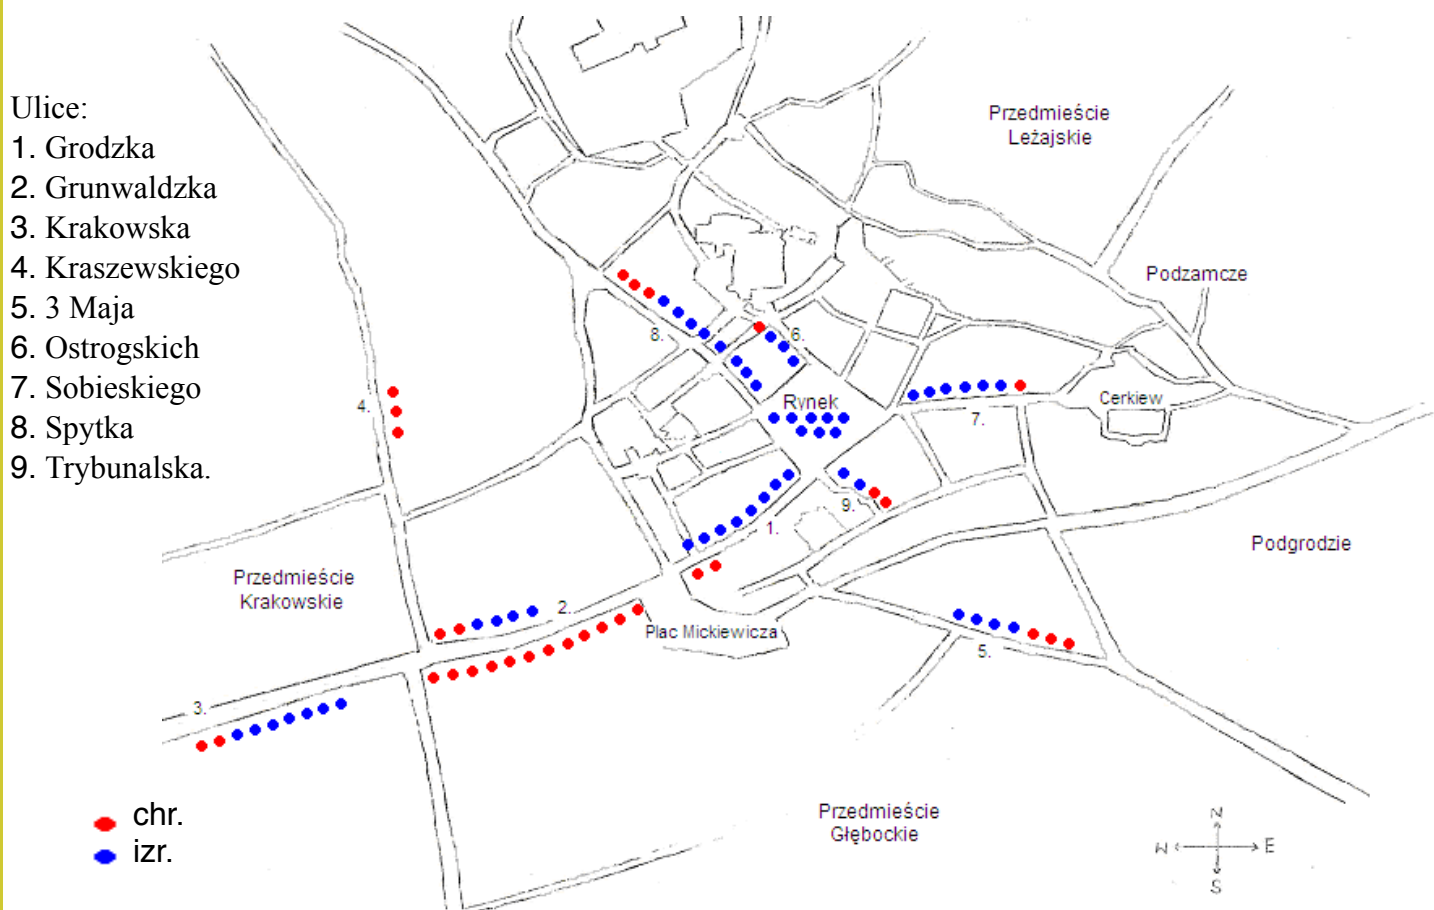 Ulice:
1. Grodzka
2. Grunwaldzka
3. Krakowska
4. Kraszewskiego
5. 3 Maja
6. Ostrogskich
7. Sobieskiego
8. Spytka
9. Trybunalska.
Przedmieście
Leżajskie
Podzamcze
8.
6.
4.
Rynek
Cerkiew
7.
9.
1.
Podgrodzie
Przedmieście
Krakowskie
2.
Plac Mickiewicza
5.
3.
chr.
izr.
Przedmieście
Głębockie
N
W
E
S